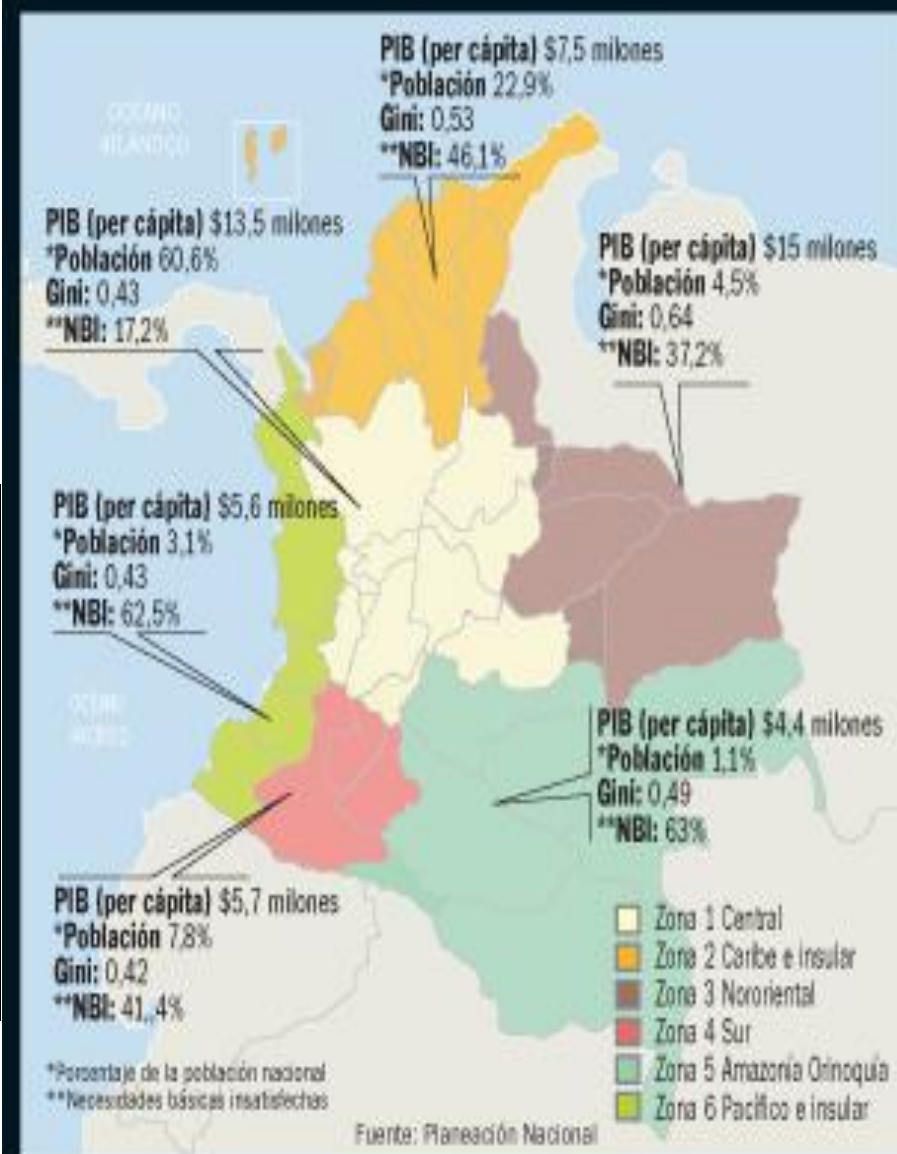 PIB (per cápita) $7,5 milones
*Población 22,9%
Gini: 0,53
**NBI: 46,1%
OCÉANO
ATLÁNTICO
PIB (per cápita) $13,5 milones
*Población 60,6%
Gini: 0,43
**NBI: 17,2%
PIB (per cápita) $15 milones
*Población 4,5%
Gini: 0,64
**NBI: 37,2%
PIB (per cápita) $5,6 milones
*Población 3,1%
Gini: 0,43
**NBI: 62,5%
PIB (per cápita) $4,4 milones
*Población 1,1%
Gini: 0,49
**NBI: 63%
PIB (per cápita) $5,7 milones
*Población 7,8%
Gini: 0,42
**NBI: 41,,4%
Zona 1 Central
Zona 2 Caribe e insular
Zona 3 Nororiental
Zona 4 Sur
Zona 5 Amazonía Orinoquía
Zona 6 Pacífico e insular
*Porcentaje de la población nacional
**Necesidades básicas insatisfechas
Fuente: Planeación Nacional